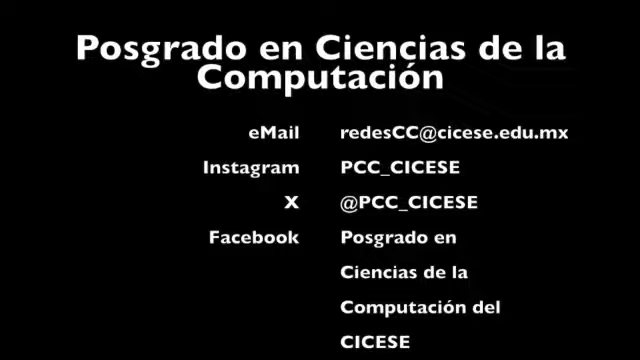 Posgrado en Ciencias de la
Computación
eMail redesCC@cicese.edu.mx
Instagram PCC_CICESE
X @PCC_CICESE
Facebook Posgrado en
Ciencias de la
Computación del
CICESE